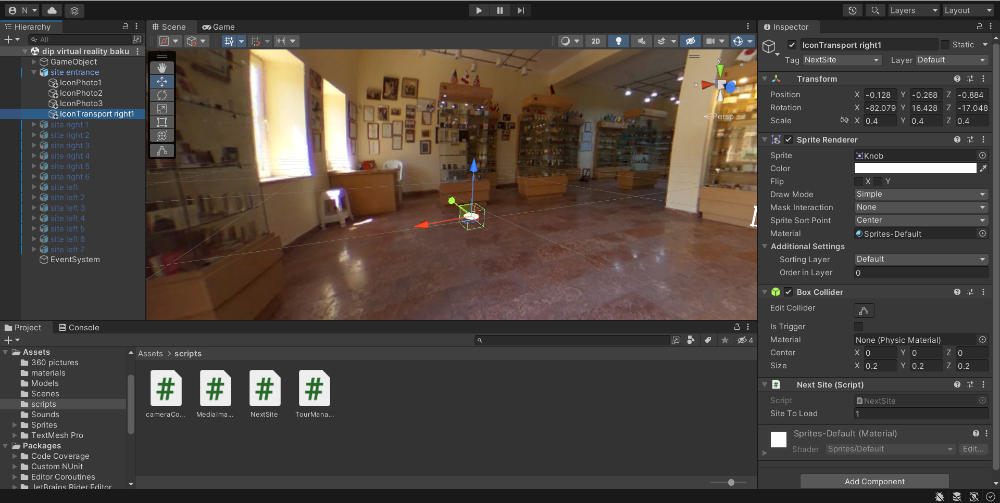 N
Layers
Layout
Hierarchy
All
dip virtual reality baku
GameObject
site entrance
IconPhoto1
IconPhoto2
IconPhoto3
IconTransport right1
site right 1
site right 2
site right 3
site right 4
site right 5
site right 6
site left
site left 2
site left 3
site left 4
site left 5
site left 6
site left 7
EventSystem
Scene
Game
2D
y
x
z
Persp
Inspector
IconTransport right1
Static
Tag NextSite Layer Default
Transform
Position X -0.128 Y -0.268 Z -0.884
Rotation X -82.079 Y 16.428 Z -17.048
Scale X 0.4 Y 0.4 Z 0.4
Sprite Renderer
Sprite Knob
Color
Flip X Y
Draw Mode Simple
Mask Interaction None
Sprite Sort Point Center
Material Sprites-Default
Additional Settings
Sorting Layer Default
Order in Layer 0
Box Collider
Edit Collider
Is Trigger
Material None (Physic Material)
Center X 0 Y 0 Z 0
Size X 0.2 Y 0.2 Z 0.2
Next Site (Script)
Script NextSite
Site To Load 1
Sprites-Default (Material)
Shader Sprites/Default Edit...
Add Component
Project
Console
4
Assets
360 pictures
materials
Models
Scenes
scripts
Sounds
Sprites
TextMesh Pro
Packages
Code Coverage
Custom NUnit
Editor Coroutines
JetBrains Rider Editor
Assets > scripts
cameraCo...
MediaIma...
NextSite
TourMana...